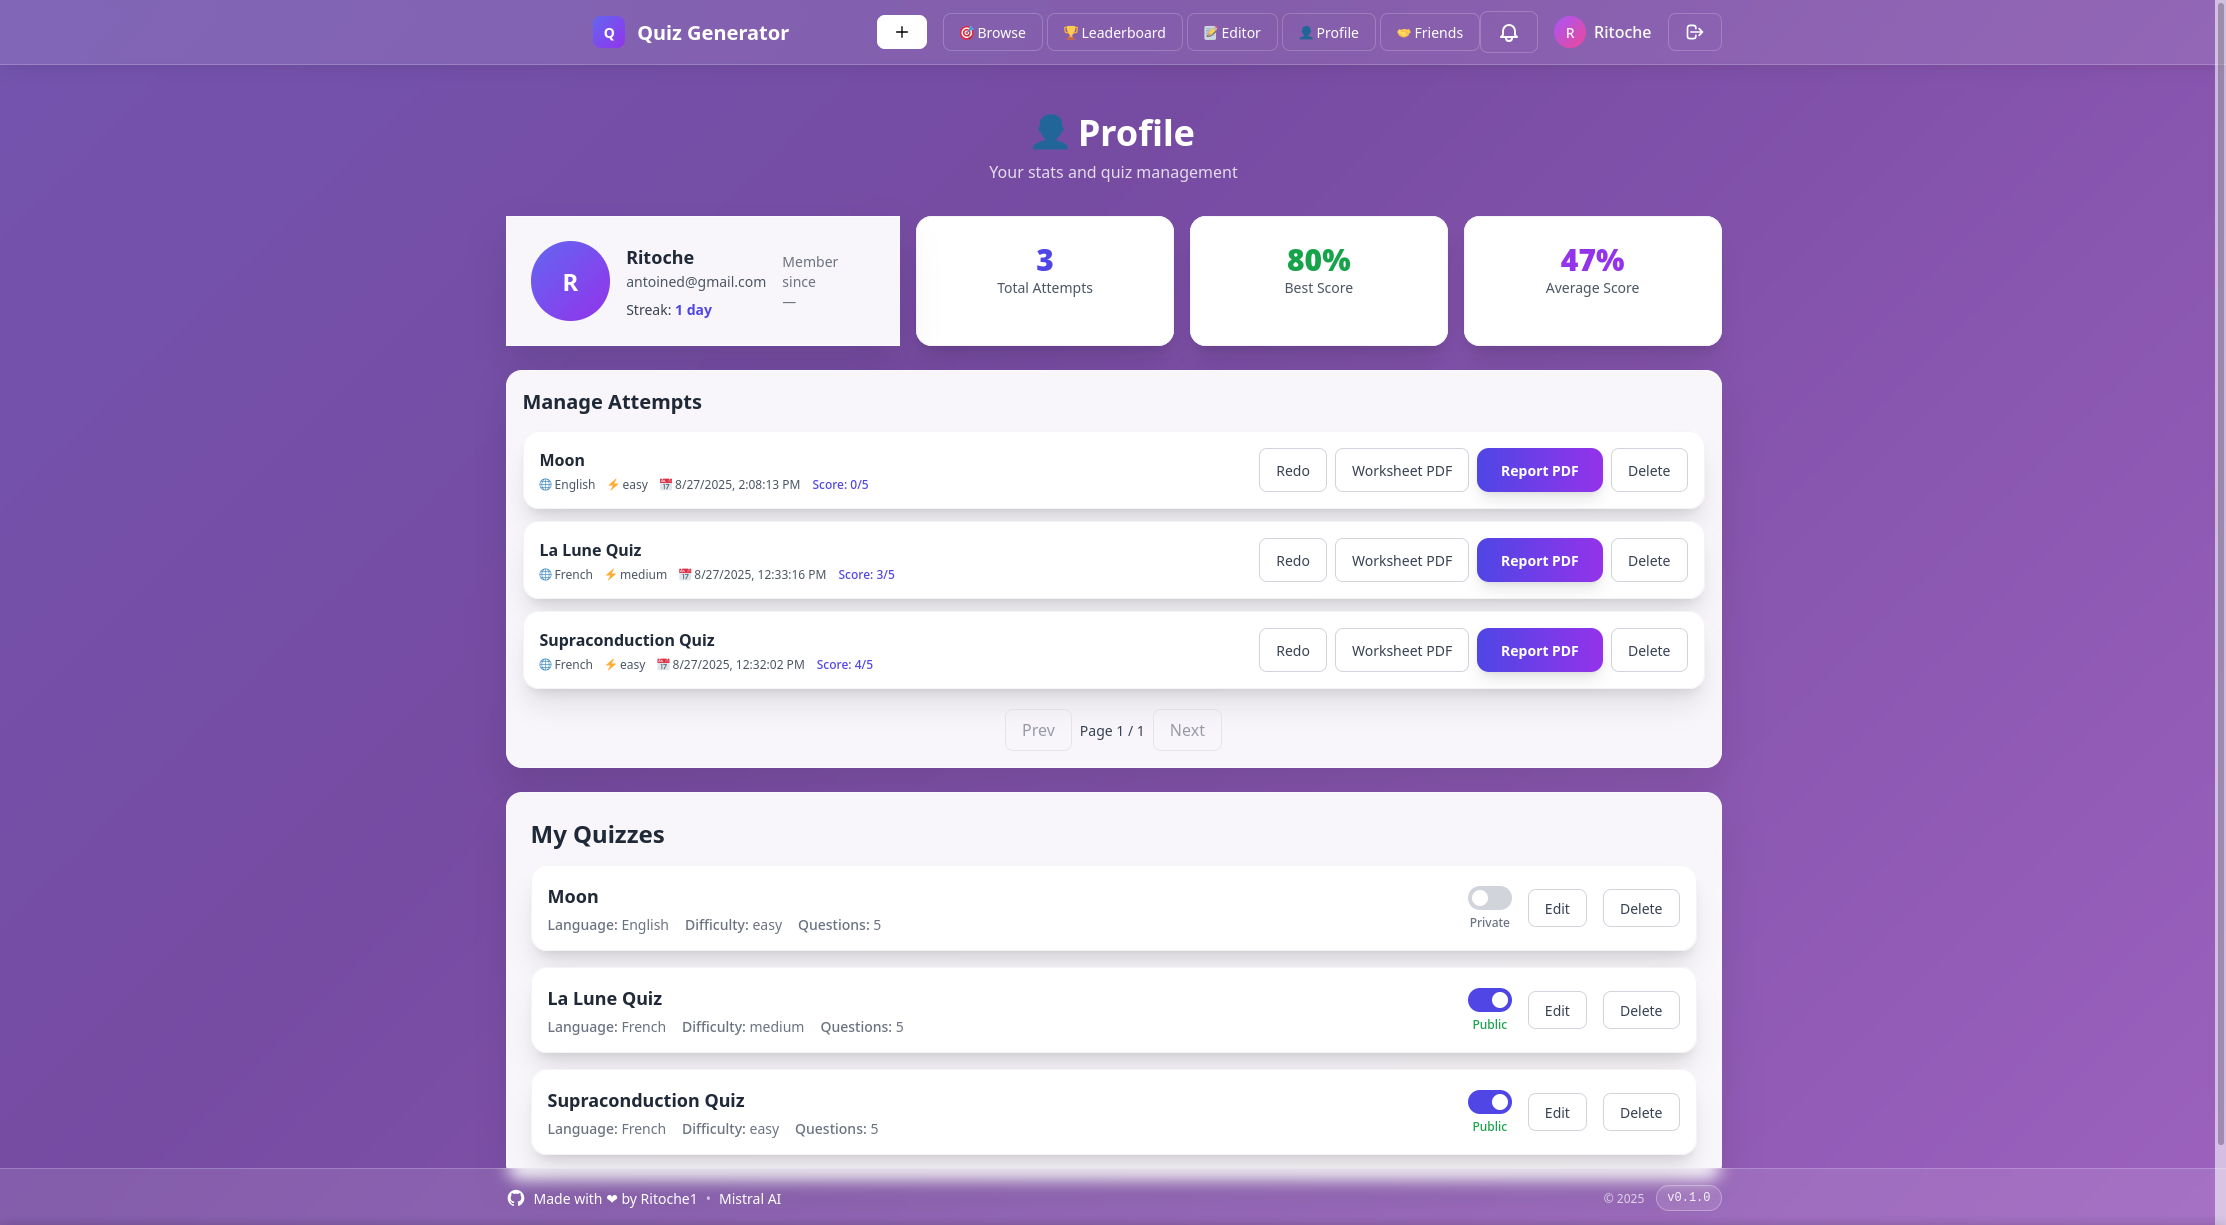 Q Quiz Generator + 🎯 Browse 🏆 Leaderboard 📝 Editor 👤 Profile 🤝 Friends R Ritoche
👤 Profile
Your stats and quiz management
R
Ritoche
antoined@gmail.com
Streak: 1 day
Member
since
—
3
Total Attempts
80%
Best Score
47%
Average Score
Manage Attempts
Moon
🌐 English ⚡ easy 📅 8/27/2025, 2:08:13 PM Score: 0/5
Redo Worksheet PDF Report PDF Delete
La Lune Quiz
🌐 French ⚡ medium 📅 8/27/2025, 12:33:16 PM Score: 3/5
Redo Worksheet PDF Report PDF Delete
Supraconduction Quiz
🌐 French ⚡ easy 📅 8/27/2025, 12:32:02 PM Score: 4/5
Redo Worksheet PDF Report PDF Delete
Prev Page 1 / 1 Next
My Quizzes
Moon
Language: English Difficulty: easy Questions: 5
Private Edit Delete
La Lune Quiz
Language: French Difficulty: medium Questions: 5
Public Edit Delete
Supraconduction Quiz
Language: French Difficulty: easy Questions: 5
Public Edit Delete
Made with ❤ by Ritoche1 • Mistral AI
© 2025 v0.1.0